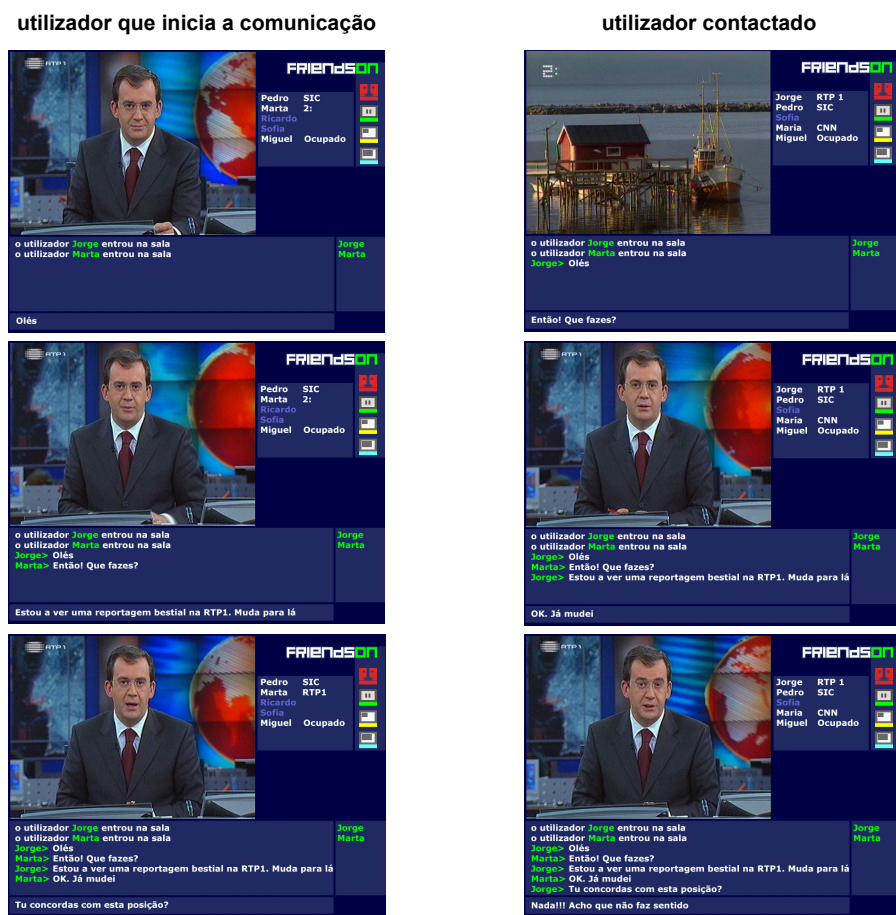 utilizador que inicia a comunicação
utilizador contactado
RTP1
FRIENDSON
Pedro SIC
Marta 2:
Ricardo
Sofia
Miguel Ocupado
o utilizador Jorge entrou na sala
o utilizador Marta entrou na sala
Jorge
Marta
Olés
2:
FRIENDSON
Jorge RTP 1
Pedro SIC
Sofia
Maria CNN
Miguel Ocupado
o utilizador Jorge entrou na sala
o utilizador Marta entrou na sala
Jorge> Olés
Jorge
Marta
Então! Que fazes?
RTP1
FRIENDSON
Pedro SIC
Marta 2:
Ricardo
Sofia
Miguel Ocupado
o utilizador Jorge entrou na sala
o utilizador Marta entrou na sala
Jorge> Olés
Marta> Então! Que fazes?
Jorge
Marta
Estou a ver uma reportagem bestial na RTP1. Muda para lá
RTP1
FRIENDSON
Jorge RTP 1
Pedro SIC
Sofia
Maria CNN
Miguel Ocupado
o utilizador Jorge entrou na sala
o utilizador Marta entrou na sala
Jorge> Olés
Marta> Então! Que fazes?
Jorge> Estou a ver uma reportagem bestial na RTP1. Muda para lá
Jorge
Marta
OK. Já mudei
RTP1
FRIENDSON
Pedro SIC
Marta RTP1
Ricardo
Sofia
Miguel Ocupado
o utilizador Jorge entrou na sala
o utilizador Marta entrou na sala
Jorge> Olés
Marta> Então! Que fazes?
Jorge> Estou a ver uma reportagem bestial na RTP1. Muda para lá
Marta> OK. Já mudei
Jorge
Marta
Tu concordas com esta posição?
RTP1
FRIENDSON
Jorge RTP 1
Pedro SIC
Sofia
Maria CNN
Miguel Ocupado
o utilizador Jorge entrou na sala
o utilizador Marta entrou na sala
Jorge> Olés
Marta> Então! Que fazes?
Jorge> Estou a ver uma reportagem bestial na RTP1. Muda para lá
Marta> OK. Já mudei
Jorge> Tu concordas com esta posição?
Jorge
Marta
Nada!!! Acho que não faz sentido